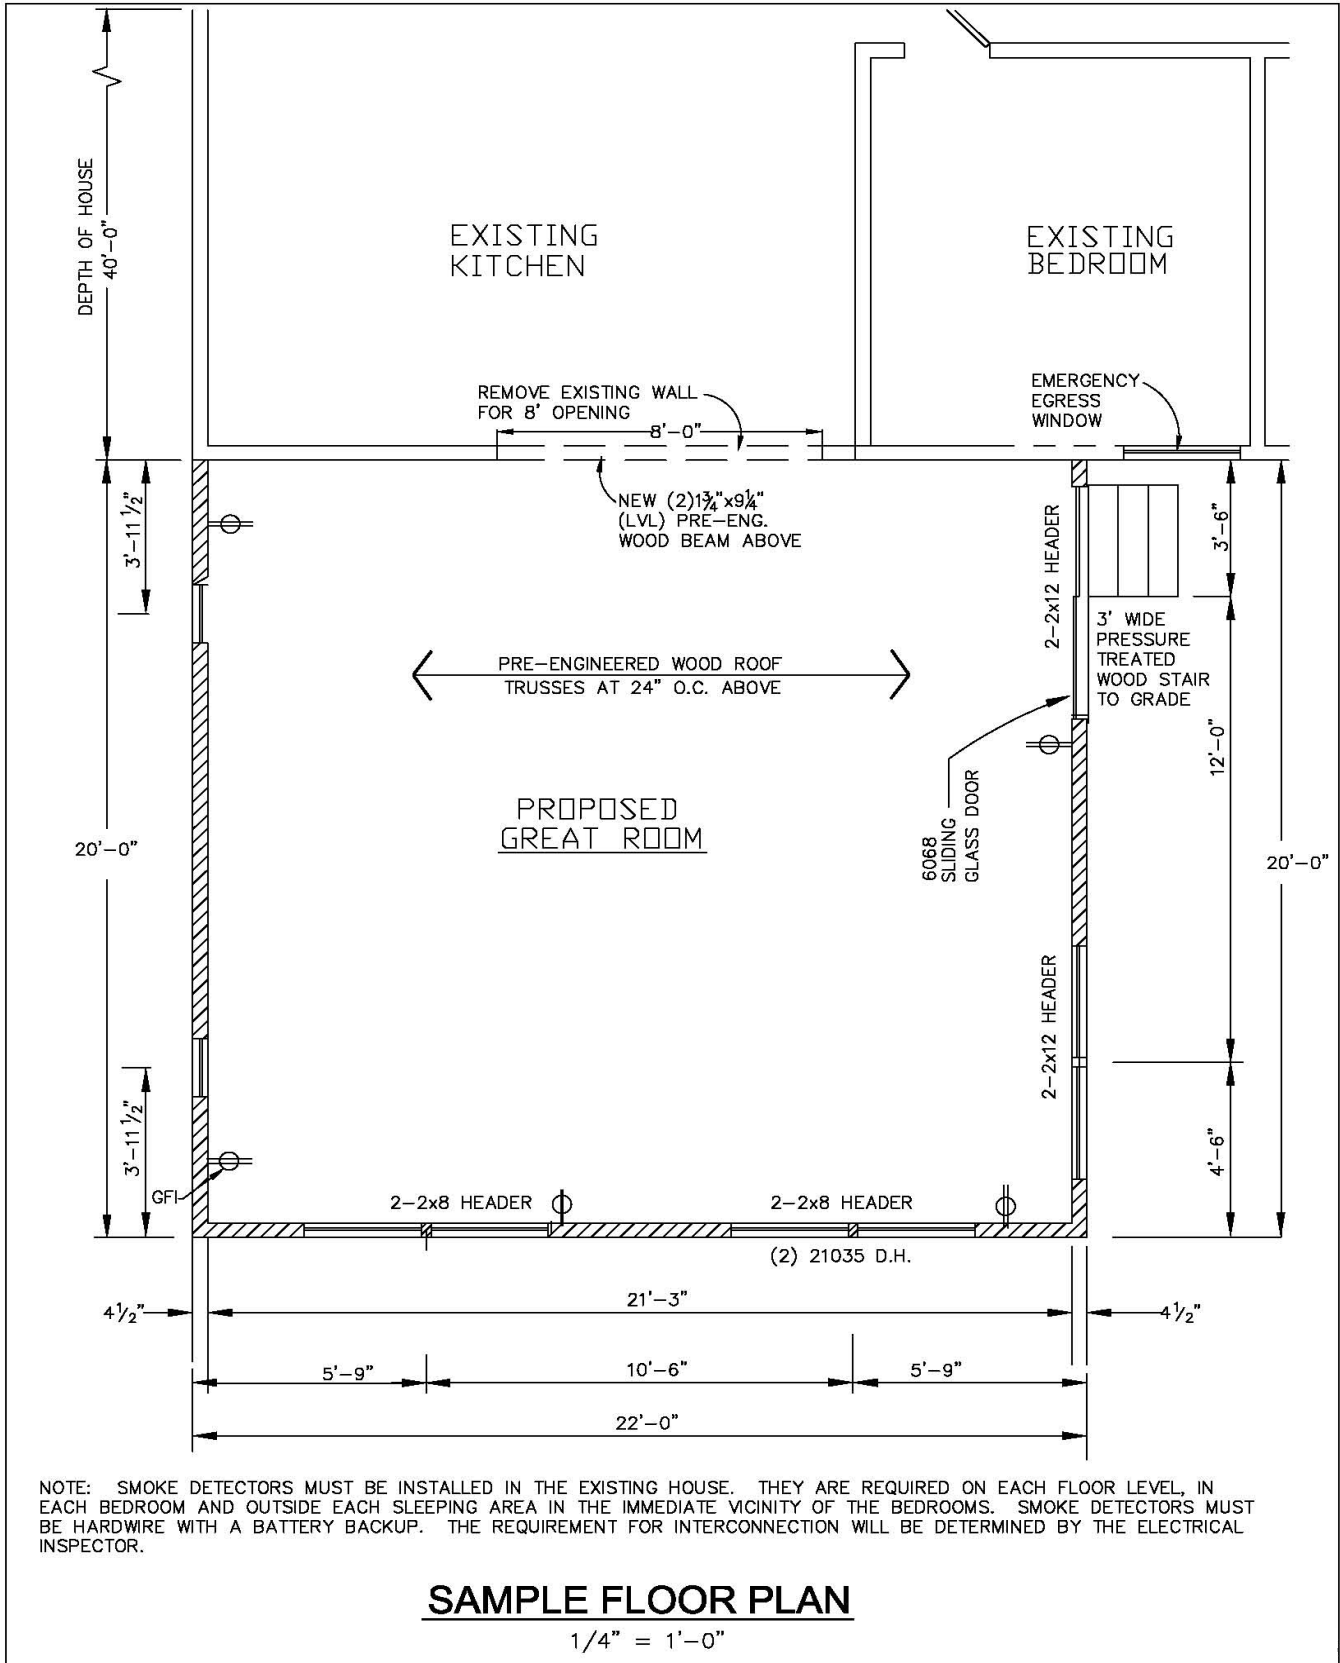 DEPTH OF HOUSE
40'-0"
EXISTING
KITCHEN
EXISTING
BEDROOM
REMOVE EXISTING WALL
FOR 8' OPENING
8'-0"
EMERGENCY
EGRESS
WINDOW
3'-11 1/2"
NEW (2)1¾"x9¼"
(LVL) PRE-ENG.
WOOD BEAM ABOVE
2-2x12 HEADER
3'-6"
3' WIDE
PRESSURE
TREATED
WOOD STAIR
TO GRADE
PRE-ENGINEERED WOOD ROOF
TRUSSES AT 24" O.C. ABOVE
12'-0"
PROPOSED
GREAT ROOM
6068
SLIDING
GLASS DOOR
20'-0"
20'-0"
2-2x12 HEADER
3'-11 1/2"
4'-6"
GFI
2-2x8 HEADER
2-2x8 HEADER
(2) 21035 D.H.
4 1/2"
21'-3"
4 1/2"
5'-9"
10'-6"
5'-9"
22'-0"
NOTE: SMOKE DETECTORS MUST BE INSTALLED IN THE EXISTING HOUSE. THEY ARE REQUIRED ON EACH FLOOR LEVEL, IN
EACH BEDROOM AND OUTSIDE EACH SLEEPING AREA IN THE IMMEDIATE VICINITY OF THE BEDROOMS. SMOKE DETECTORS MUST
BE HARDWIRE WITH A BATTERY BACKUP. THE REQUIREMENT FOR INTERCONNECTION WILL BE DETERMINED BY THE ELECTRICAL
INSPECTOR.
SAMPLE FLOOR PLAN
1/4" = 1'-0"